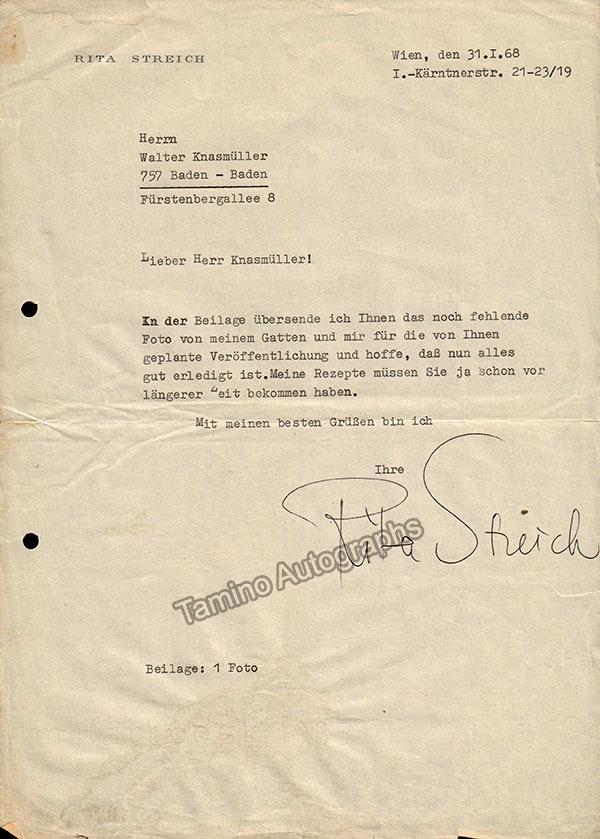 RITA STREICH
Wien, den 31.I.68
I.-Kärntnerstr. 21-23/19
Herrn
Walter Knasmüller
757 Baden - Baden
Fürstenbergallee 8
Lieber Herr Knasmüller!
In der Beilage übersende ich Ihnen das noch fehlende
Foto von meinem Gatten und mir für die von Ihnen
geplante Veröffentlichung und hoffe, daß nun alles
gut erledigt ist.Meine Rezepte müssen Sie ja schon vor
längerer Zeit bekommen haben.
Mit meinen besten Grüßen bin ich
Ihre
Rita Streich
Tamino Autographs
Beilage: 1 Foto